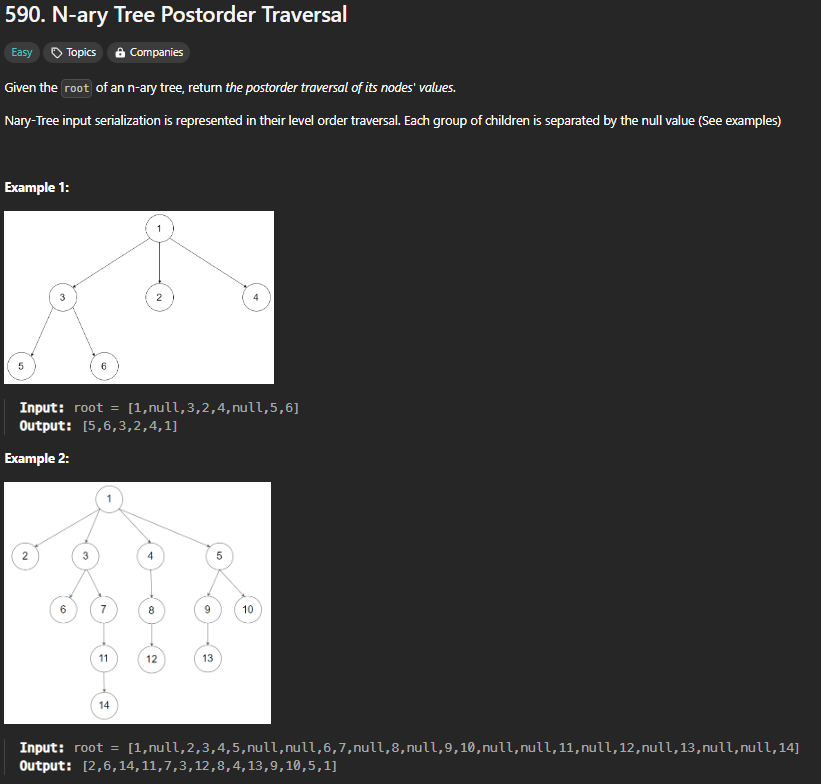 590. N-ary Tree Postorder Traversal
Easy Topics Companies
Given the root of an n-ary tree, return the postorder traversal of its nodes' values.
Nary-Tree input serialization is represented in their level order traversal. Each group of children is separated by the null value (See examples)
Example 1:
1
3 2 4
5 6
Input: root = [1,null,3,2,4,null,5,6]
Output: [5,6,3,2,4,1]
Example 2:
1
2 3 4 5
6 7 8 9 10
11 12 13
14
Input: root = [1,null,2,3,4,5,null,null,6,7,null,8,null,9,10,null,null,11,null,12,null,13,null,null,14]
Output: [2,6,14,11,7,3,12,8,4,13,9,10,5,1]